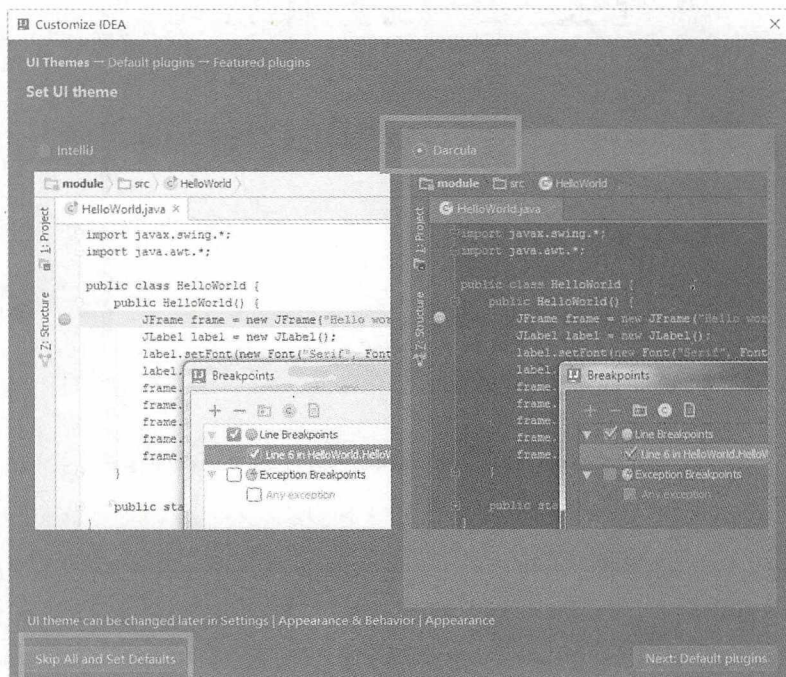 Customize IDEA
UI Themes → Default plugins → Featured plugins
Set UI theme
IntelliJ
module
src
HelloWorld
HelloWorld.java
1: Project
Z: Structure
import javax.swing.*;
import java.awt.*;
public class HelloWorld {
public HelloWorld() {
JFrame frame = new JFrame("Hello wor
JLabel label = new JLabel();
label.setFont(new Font("Serif", Font
label.
frame.
frame.
frame.
frame.
frame.
}
public sta
}
Breakpoints
Line Breakpoints
Line 6 in HelloWorld.HelloW
Exception Breakpoints
Any exception
Darcula
module
src
HelloWorld
HelloWorld.java
1: Project
Z: Structure
import javax.swing.*;
import java.awt.*;
public class HelloWorld {
public HelloWorld() {
JFrame frame = new JFrame("Hello wor
JLabel label = new JLabel();
label.setFont(new Font("Serif", Font
label.
frame.
frame.
frame.
frame.
frame.
}
public sta
}
Breakpoints
Line Breakpoints
Line 6 in HelloWorld.HelloW
Exception Breakpoints
Any exception
UI theme can be changed later in Settings | Appearance & Behavior | Appearance
Skip All and Set Defaults
Next: Default plugins